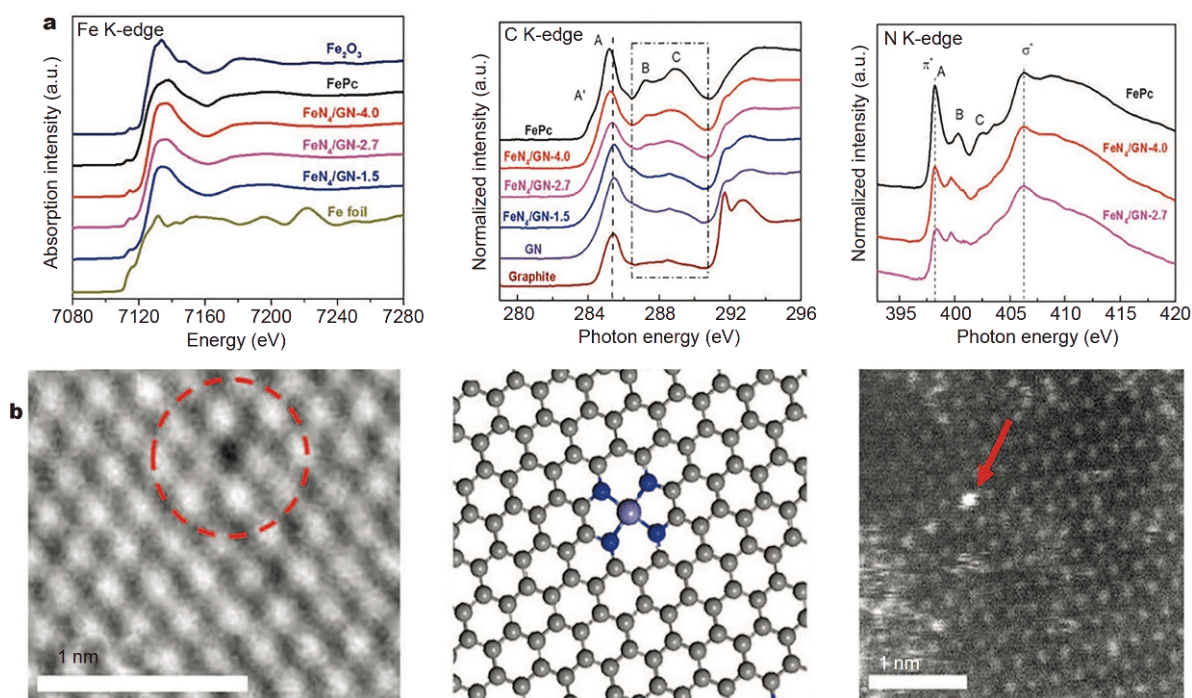 a
Fe K-edge
Fe₂O₃
FePc
FeN₄/GN-4.0
FeN₄/GN-2.7
FeN₄/GN-1.5
Fe foil
Absorption intensity (a.u.)
7080 7120 7160 7200 7240 7280
Energy (eV)
C K-edge
A
B
C
A'
FePc
FeN₄/GN-4.0
FeN₄/GN-2.7
FeN₄/GN-1.5
GN
Graphite
Normalized intensity (a.u.)
280 284 288 292 296
Photon energy (eV)
N K-edge
π*
A
B
C
σ*
FePc
FeN₄/GN-4.0
FeN₄/GN-2.7
Normalized intensity (a.u.)
395 400 405 410 415 420
Photon energy (eV)
b
1 nm
1 nm